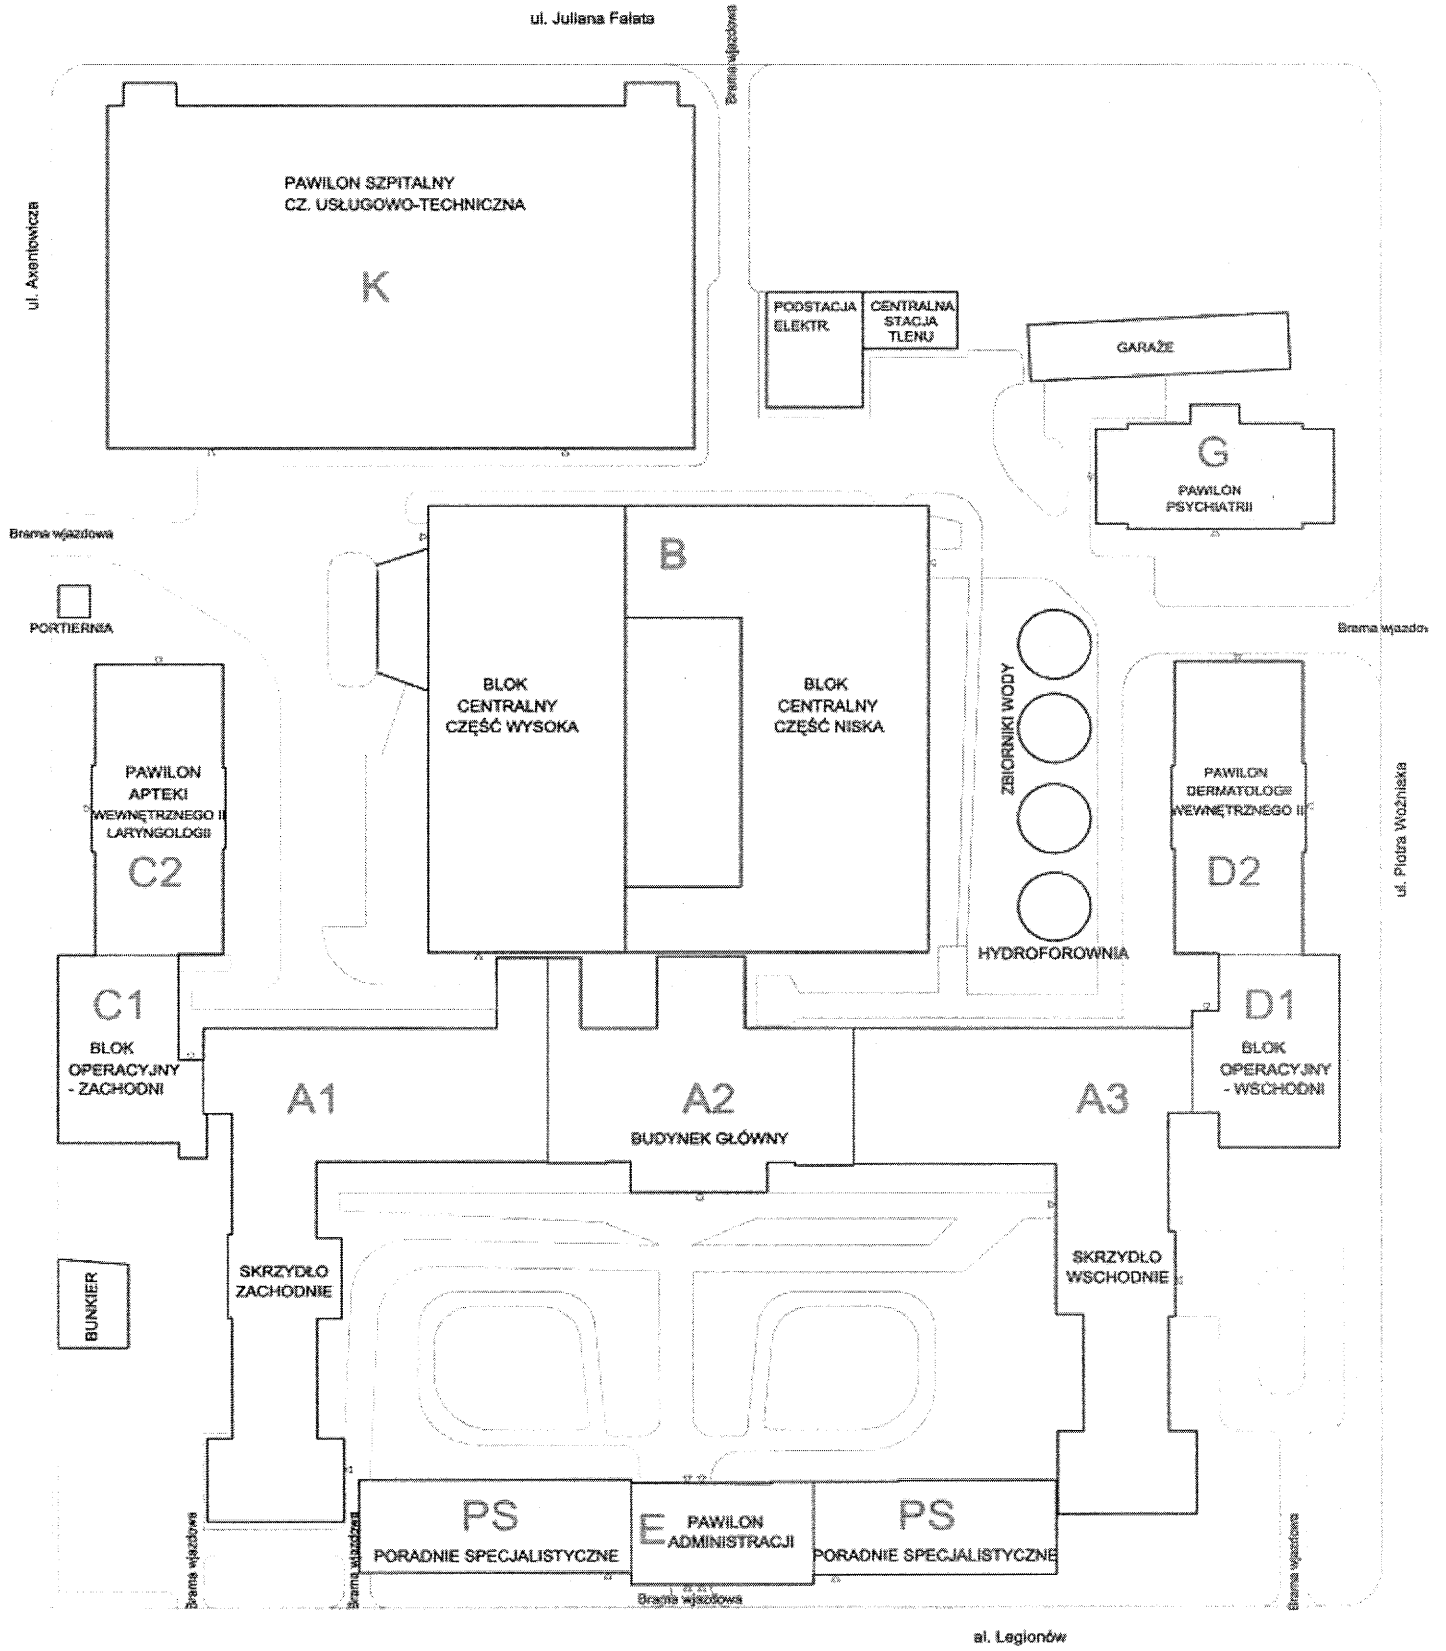 ul. Juliana Fałata
Brama wjazdowa
ul. Axentowicza
PAWILON SZPITALNY
CZ. USŁUGOWO-TECHNICZNA
K
PODSTACJA
ELEKTR.
CENTRALNA
STACJA
TLENU
GARAŻE
G
PAWILON
PSYCHIATRII
Brama wjazdowa
PORTIERNIA
B
BLOK
CENTRALNY
CZĘŚĆ WYSOKA
BLOK
CENTRALNY
CZĘŚĆ NISKA
ZBIORNIKI WODY
HYDROFOROWNIA
Brama wjazdo
PAWILON
APTEKI
WEWNĘTRZNEGO II
LARYNGOLOGII
C2
PAWILON
DERMATOLOGII
WEWNĘTRZNEGO II
D2
ul. Piotra Woźniaka
C1
BLOK
OPERACYJNY
- ZACHODNI
D1
BLOK
OPERACYJNY
- WSCHODNI
A1
A2
BUDYNEK GŁÓWNY
A3
BUNKIER
SKRZYDŁO
ZACHODNIE
SKRZYDŁO
WSCHODNIE
Brama wjazdowa
Brama wjazdowa
PS
PORADNIE SPECJALISTYCZNE
E
PAWILON
ADMINISTRACJI
PS
PORADNIE SPECJALISTYCZNE
Brama wjazdowa
Brama wjazdowa
al. Legionów